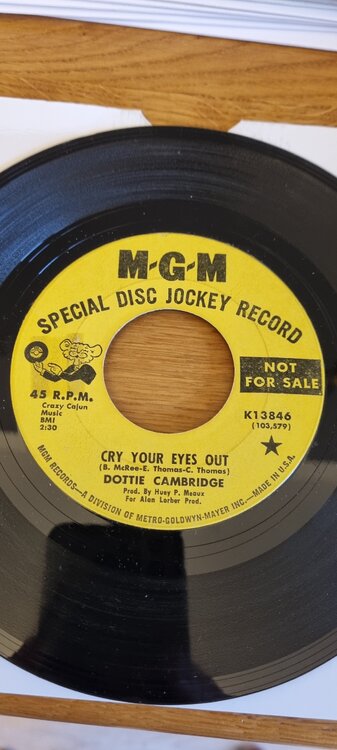 M-G-M
SPECIAL DISC JOCKEY RECORD
NOT
FOR SALE
45 R.P.M.
Crazy Cajun
Music
BMI
2:30
K13846
(103,579)
CRY YOUR EYES OUT
(B. McRee-E. Thomas-C. Thomas)
DOTTIE CAMBRIDGE
Prod. By Huey P. Meaux
For Alan Lorber Prod.
MGM RECORDS—A DIVISION OF METRO-GOLDWYN-MAYER INC.—MADE IN U.S.A.